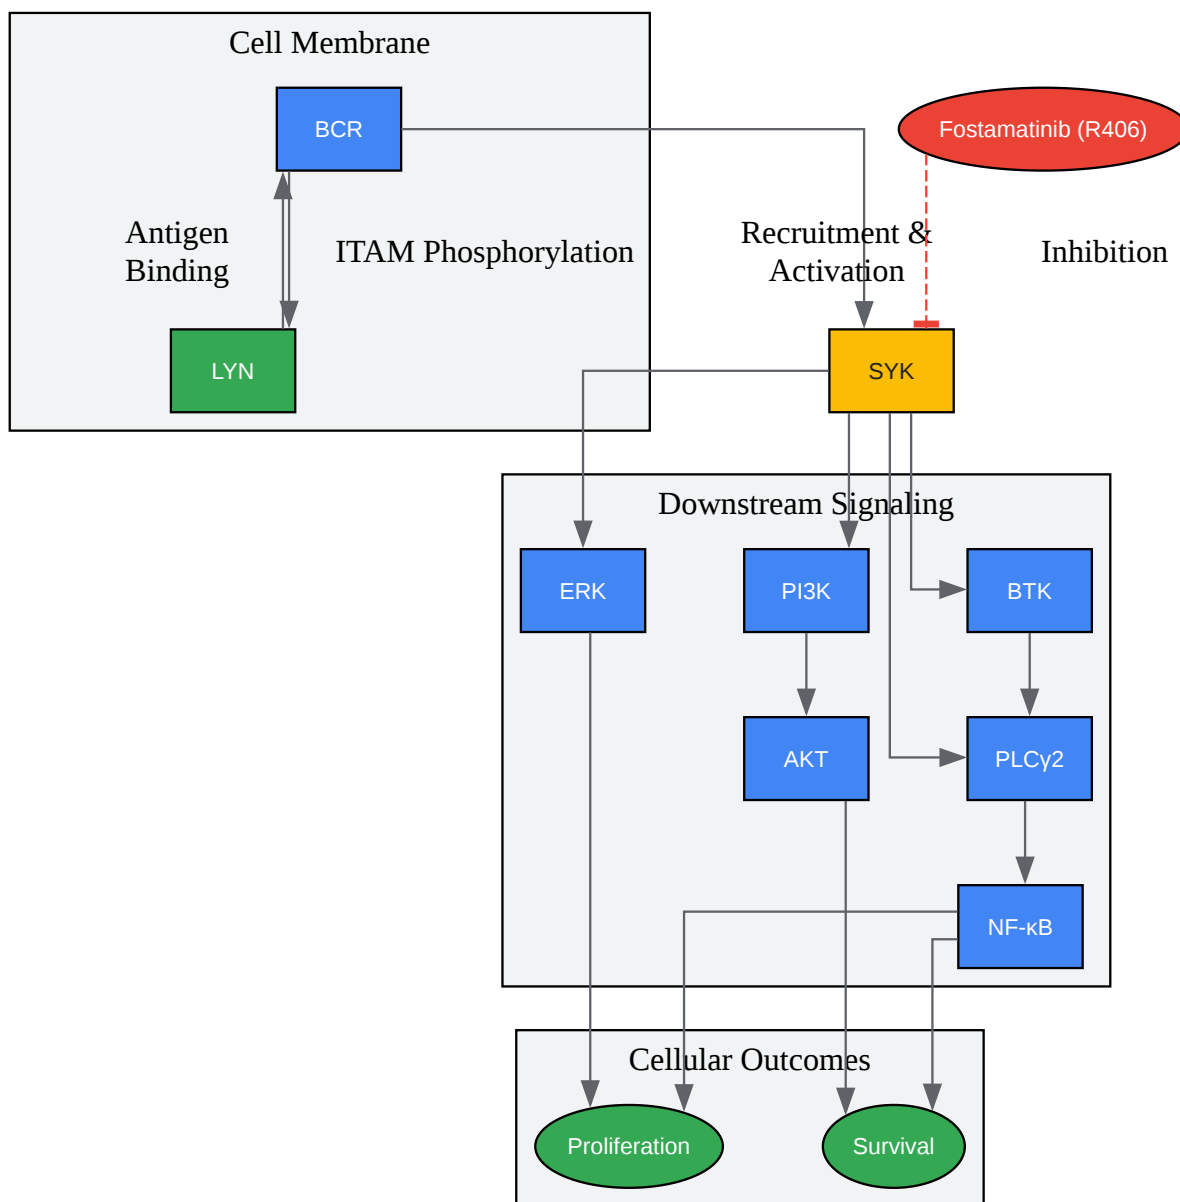 Cell Membrane
BCR
Fostamatinib (R406)
Antigen
Binding
ITAM Phosphorylation
Recruitment &
Activation
Inhibition
LYN
SYK
Downstream Signaling
ERK
PI3K
BTK
AKT
PLCγ2
NF-κB
Cellular Outcomes
Proliferation
Survival